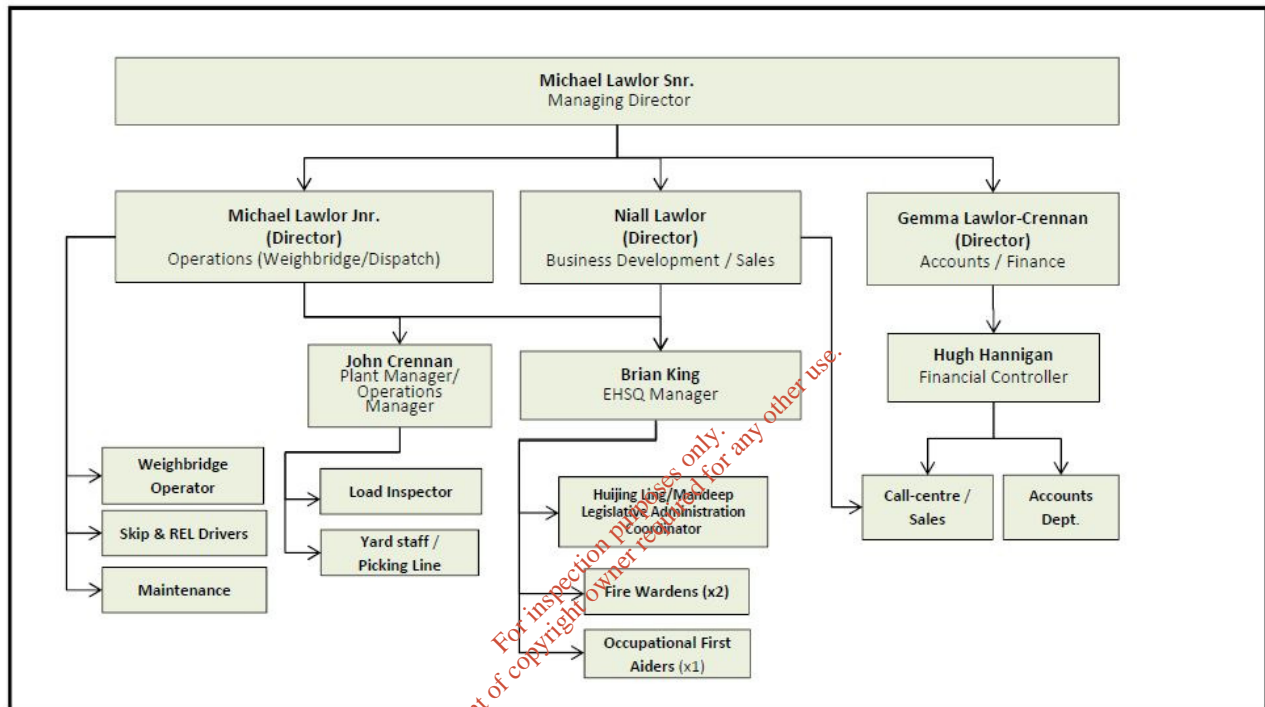 Michael Lawlor Snr.
Managing Director
Michael Lawlor Jnr.
(Director)
Operations (Weighbridge/Dispatch)
Niall Lawlor
(Director)
Business Development / Sales
Gemma Lawlor-Crennan
(Director)
Accounts / Finance
John Crennan
Plant Manager/
Operations
Manager
Brian King
EHSQ Manager
Hugh Hannigan
Financial Controller
Weighbridge
Operator
Skip & REL Drivers
Maintenance
Load Inspector
Yard staff /
Picking Line
Huijing Ling/Mandeep
Legislative Administration
Coordinator
Fire Wardens (x2)
Occupational First
Aiders (x1)
Call-centre /
Sales
Accounts
Dept.
For inspection purposes only.
of copyright owner required for any other use.